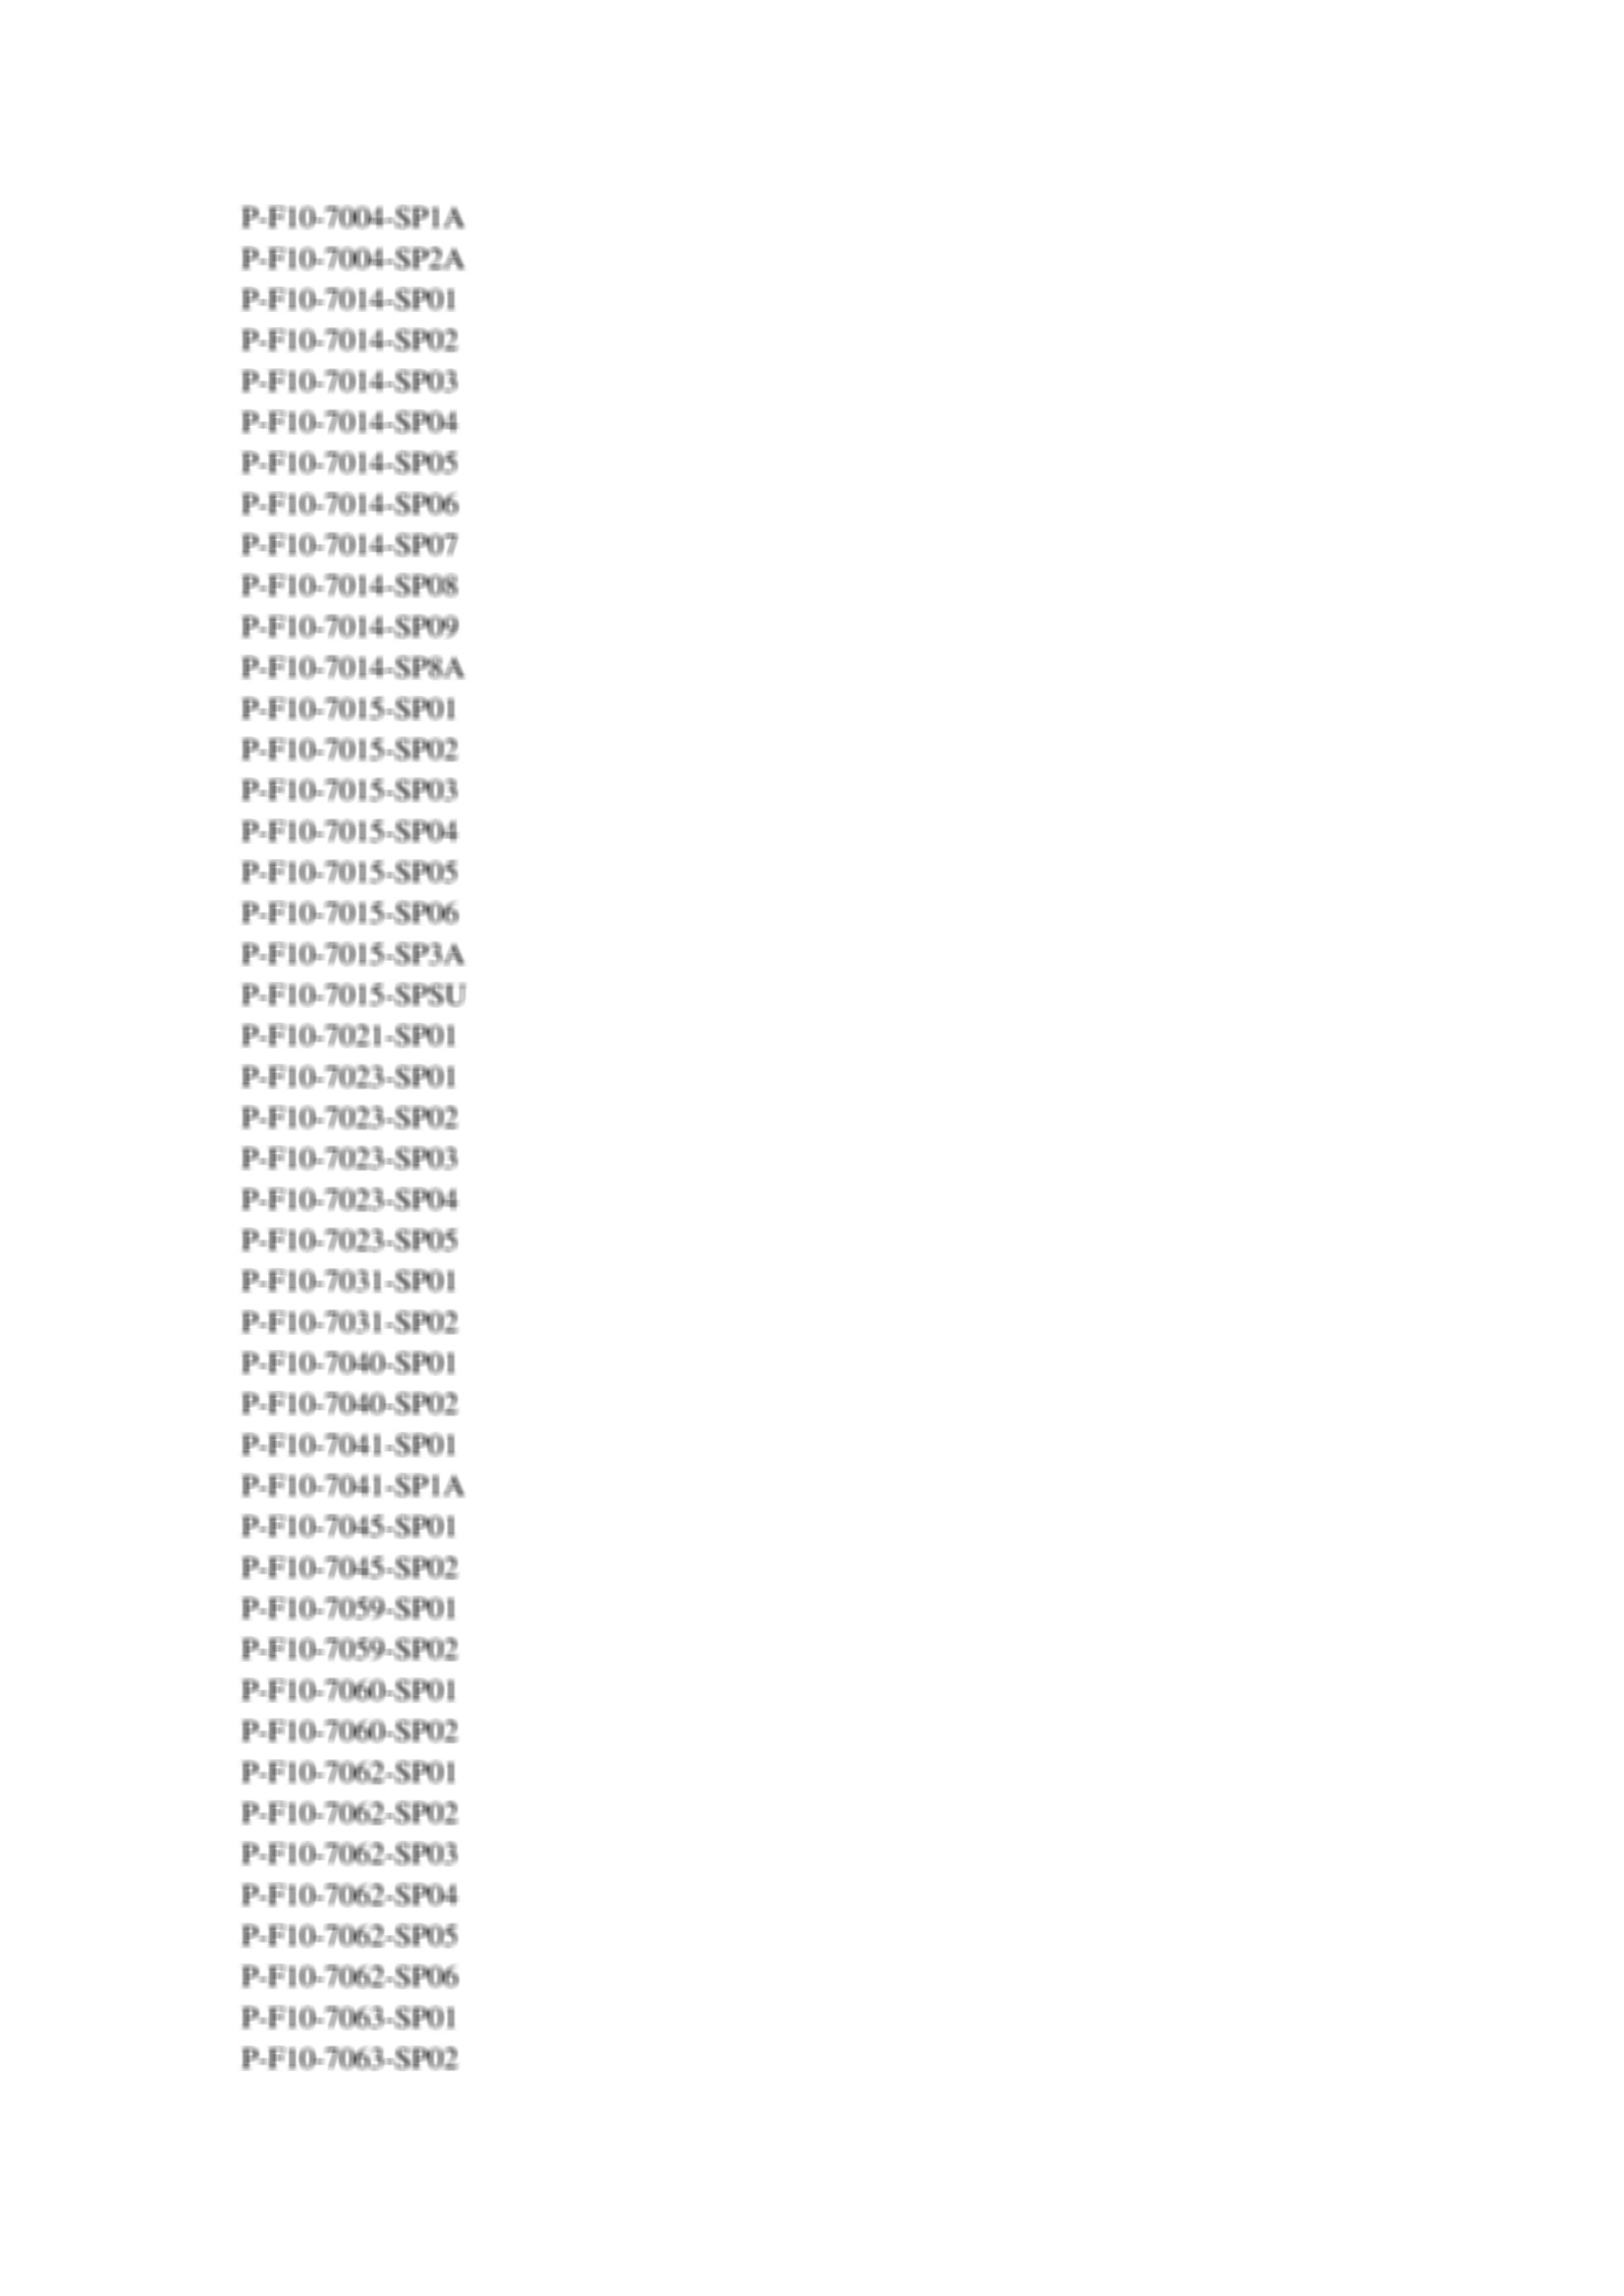 P-F10-7004-SP1A
P-F10-7004-SP2A
P-F10-7014-SP01
P-F10-7014-SP02
P-F10-7014-SP03
P-F10-7014-SP04
P-F10-7014-SP05
P-F10-7014-SP06
P-F10-7014-SP07
P-F10-7014-SP08
P-F10-7014-SP09
P-F10-7014-SP8A
P-F10-7015-SP01
P-F10-7015-SP02
P-F10-7015-SP03
P-F10-7015-SP04
P-F10-7015-SP05
P-F10-7015-SP06
P-F10-7015-SP3A
P-F10-7015-SPSU
P-F10-7021-SP01
P-F10-7023-SP01
P-F10-7023-SP02
P-F10-7023-SP03
P-F10-7023-SP04
P-F10-7023-SP05
P-F10-7031-SP01
P-F10-7031-SP02
P-F10-7040-SP01
P-F10-7040-SP02
P-F10-7041-SP01
P-F10-7041-SP1A
P-F10-7045-SP01
P-F10-7045-SP02
P-F10-7059-SP01
P-F10-7059-SP02
P-F10-7060-SP01
P-F10-7060-SP02
P-F10-7062-SP01
P-F10-7062-SP02
P-F10-7062-SP03
P-F10-7062-SP04
P-F10-7062-SP05
P-F10-7062-SP06
P-F10-7063-SP01
P-F10-7063-SP02